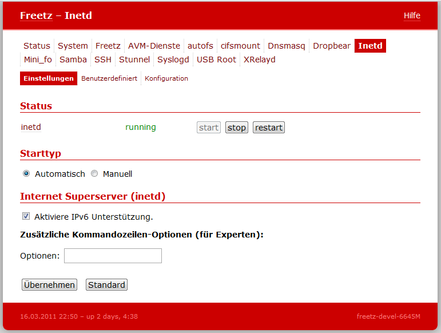 Freetz – Inetd Hilfe
Status System Freetz AVM-Dienste autofs cifsmount Dnsmasq Dropbear Inetd
Mini_fo Samba SSH Stunnel Syslogd USB Root XRelayd
Einstellungen Benutzerdefiniert Konfiguration
Status
inetd running start stop restart
Starttyp
Automatisch Manuell
Internet Superserver (inetd)
Aktiviere IPv6 Unterstützung.
Zusätzliche Kommandozeilen-Optionen (für Experten):
Optionen:
Übernehmen Standard
16.03.2011 22:50 – up 2 days, 4:38 freetz-devel-6645M